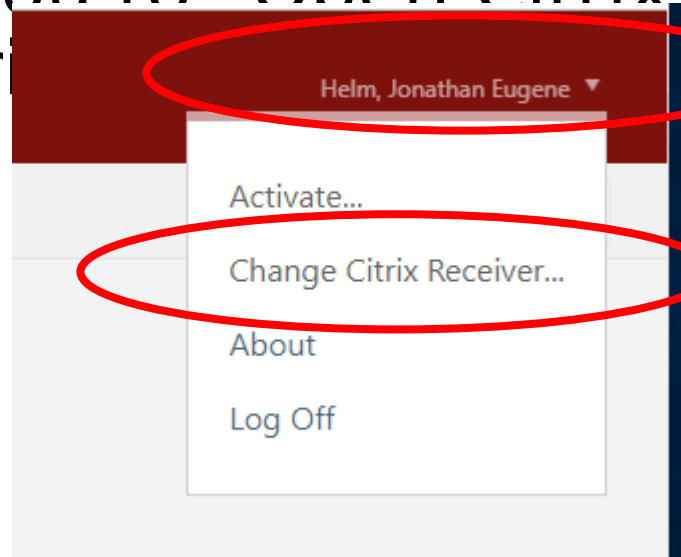 Helm, Jonathan Eugene ▼
Activate...
Change Citrix Receiver...
About
Log Off